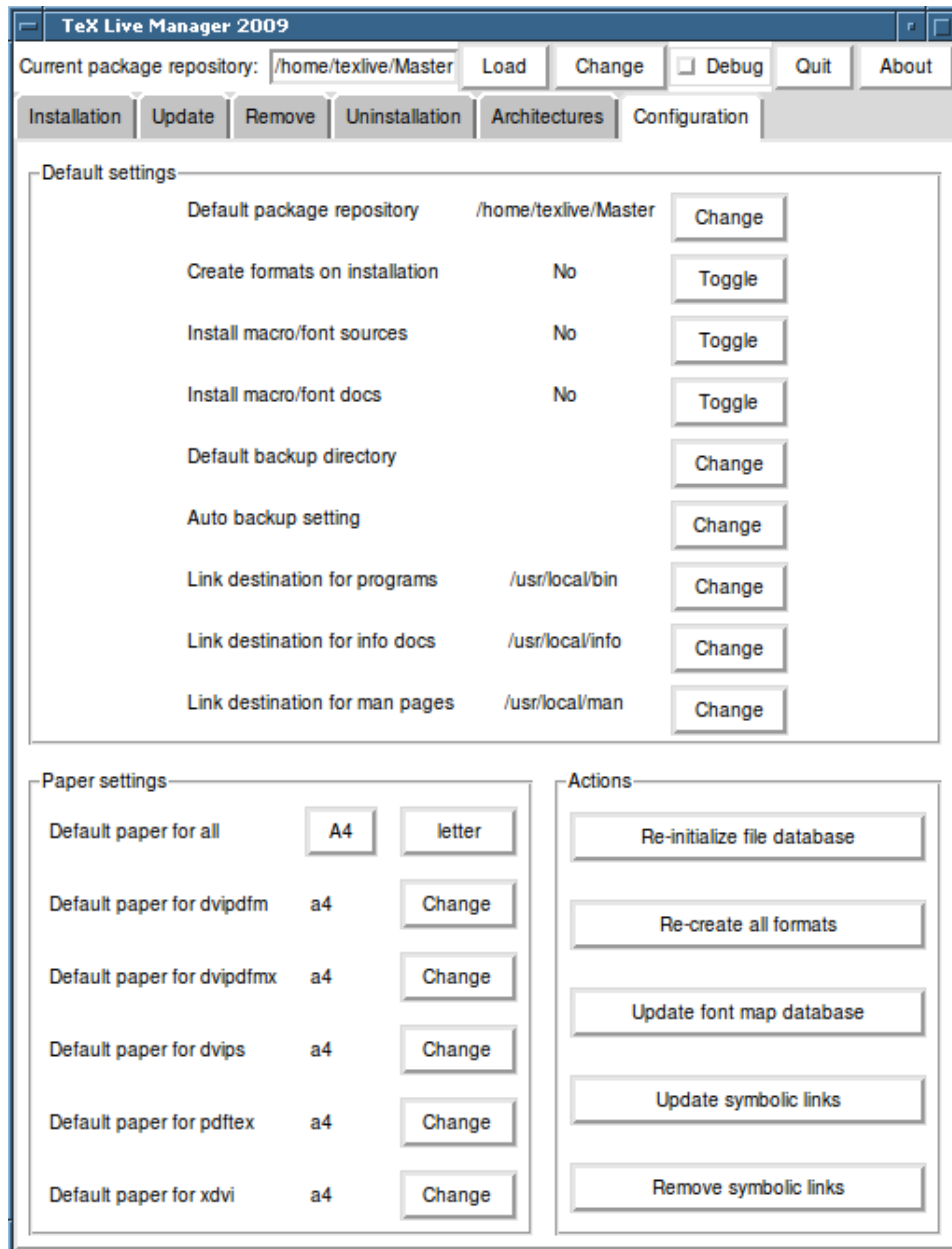 TeX Live Manager 2009
Current package repository: /home/texlive/Master Load Change Debug Quit About
Installation Update Remove Uninstallation Architectures Configuration
Default settings
Default package repository /home/texlive/Master Change
Create formats on installation No Toggle
Install macro/font sources No Toggle
Install macro/font docs No Toggle
Default backup directory Change
Auto backup setting Change
Link destination for programs /usr/local/bin Change
Link destination for info docs /usr/local/info Change
Link destination for man pages /usr/local/man Change
Paper settings
Default paper for all A4 letter
Default paper for dvipdfm a4 Change
Default paper for dvipdfmx a4 Change
Default paper for dvips a4 Change
Default paper for pdftex a4 Change
Default paper for xdvi a4 Change
Actions
Re-initialize file database
Re-create all formats
Update font map database
Update symbolic links
Remove symbolic links